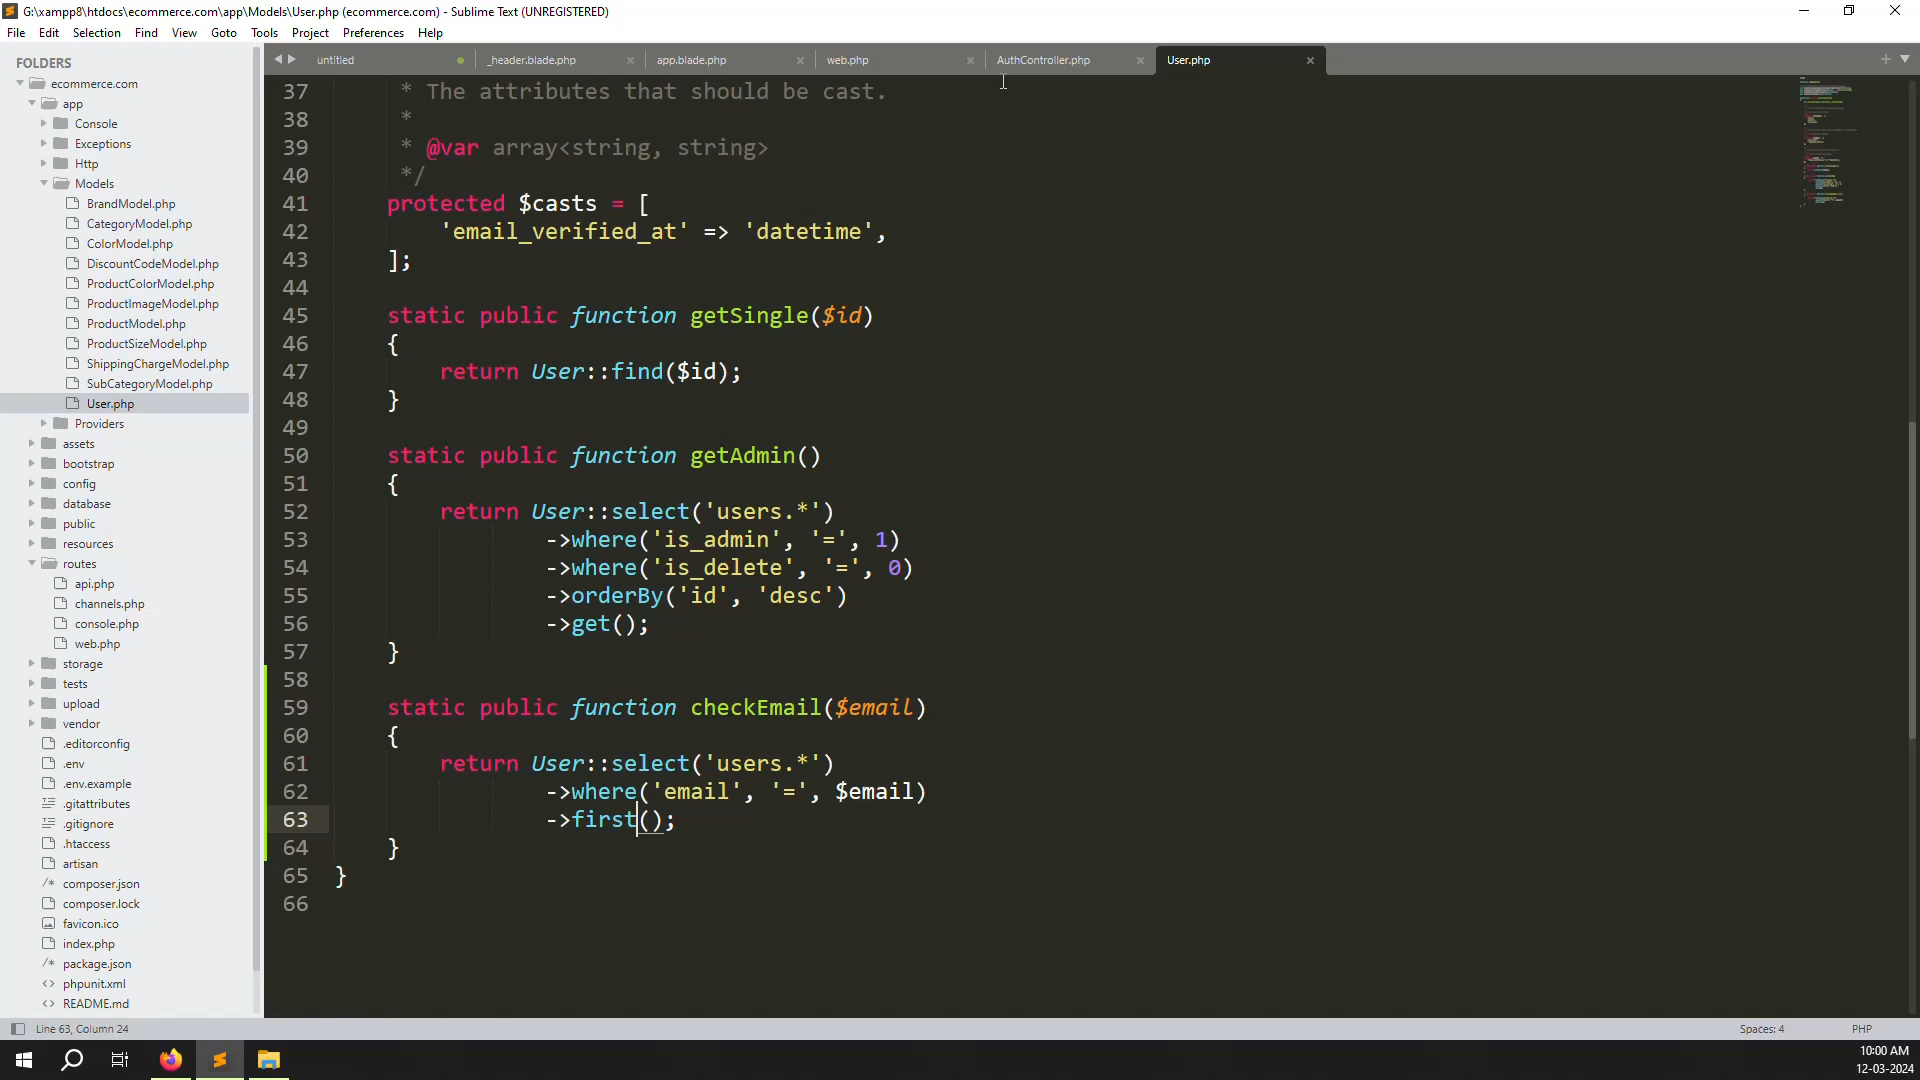 G:\xampp8\htdocs\ecommerce.com\app\Models\User.php (ecommerce.com) - Sublime Text (UNREGISTERED)
File Edit Selection Find View Goto Tools Project Preferences Help
FOLDERS
ecommerce.com
app
Console
Exceptions
Http
Models
BrandModel.php
CategoryModel.php
ColorModel.php
DiscountCodeModel.php
ProductColorModel.php
ProductImageModel.php
ProductModel.php
ProductSizeModel.php
ShippingChargeModel.php
SubCategoryModel.php
User.php
Providers
assets
bootstrap
config
database
public
resources
routes
api.php
channels.php
console.php
web.php
storage
tests
upload
vendor
.editorconfig
.env
.env.example
.gitattributes
.gitignore
.htaccess
artisan
composer.json
composer.lock
favicon.ico
index.php
package.json
phpunit.xml
README.md
untitled _header.blade.php app.blade.php web.php AuthController.php User.php
37 * The attributes that should be cast.
38 *
39 * @var array<string, string>
40 */
41 protected $casts = [
42 'email_verified_at' => 'datetime',
43 ];
44
45 static public function getSingle($id)
46 {
47 return User::find($id);
48 }
49
50 static public function getAdmin()
51 {
52 return User::select('users.*')
53 ->where('is_admin', '=', 1)
54 ->where('is_delete', '=', 0)
55 ->orderBy('id', 'desc')
56 ->get();
57 }
58
59 static public function checkEmail($email)
60 {
61 return User::select('users.*')
62 ->where('email', '=', $email)
63 ->first();
64 }
65 }
66
Line 63, Column 24
Spaces: 4 PHP
10:00 AM
12-03-2024